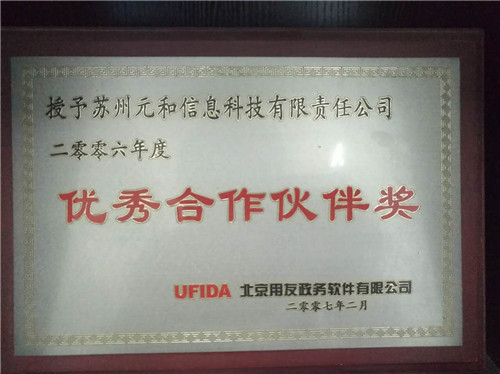 授予苏州元和信息科技有限责任公司
二零零六年度
优秀合作伙伴奖
UFIDA 北京用友政务软件有限公司
二零零七年二月